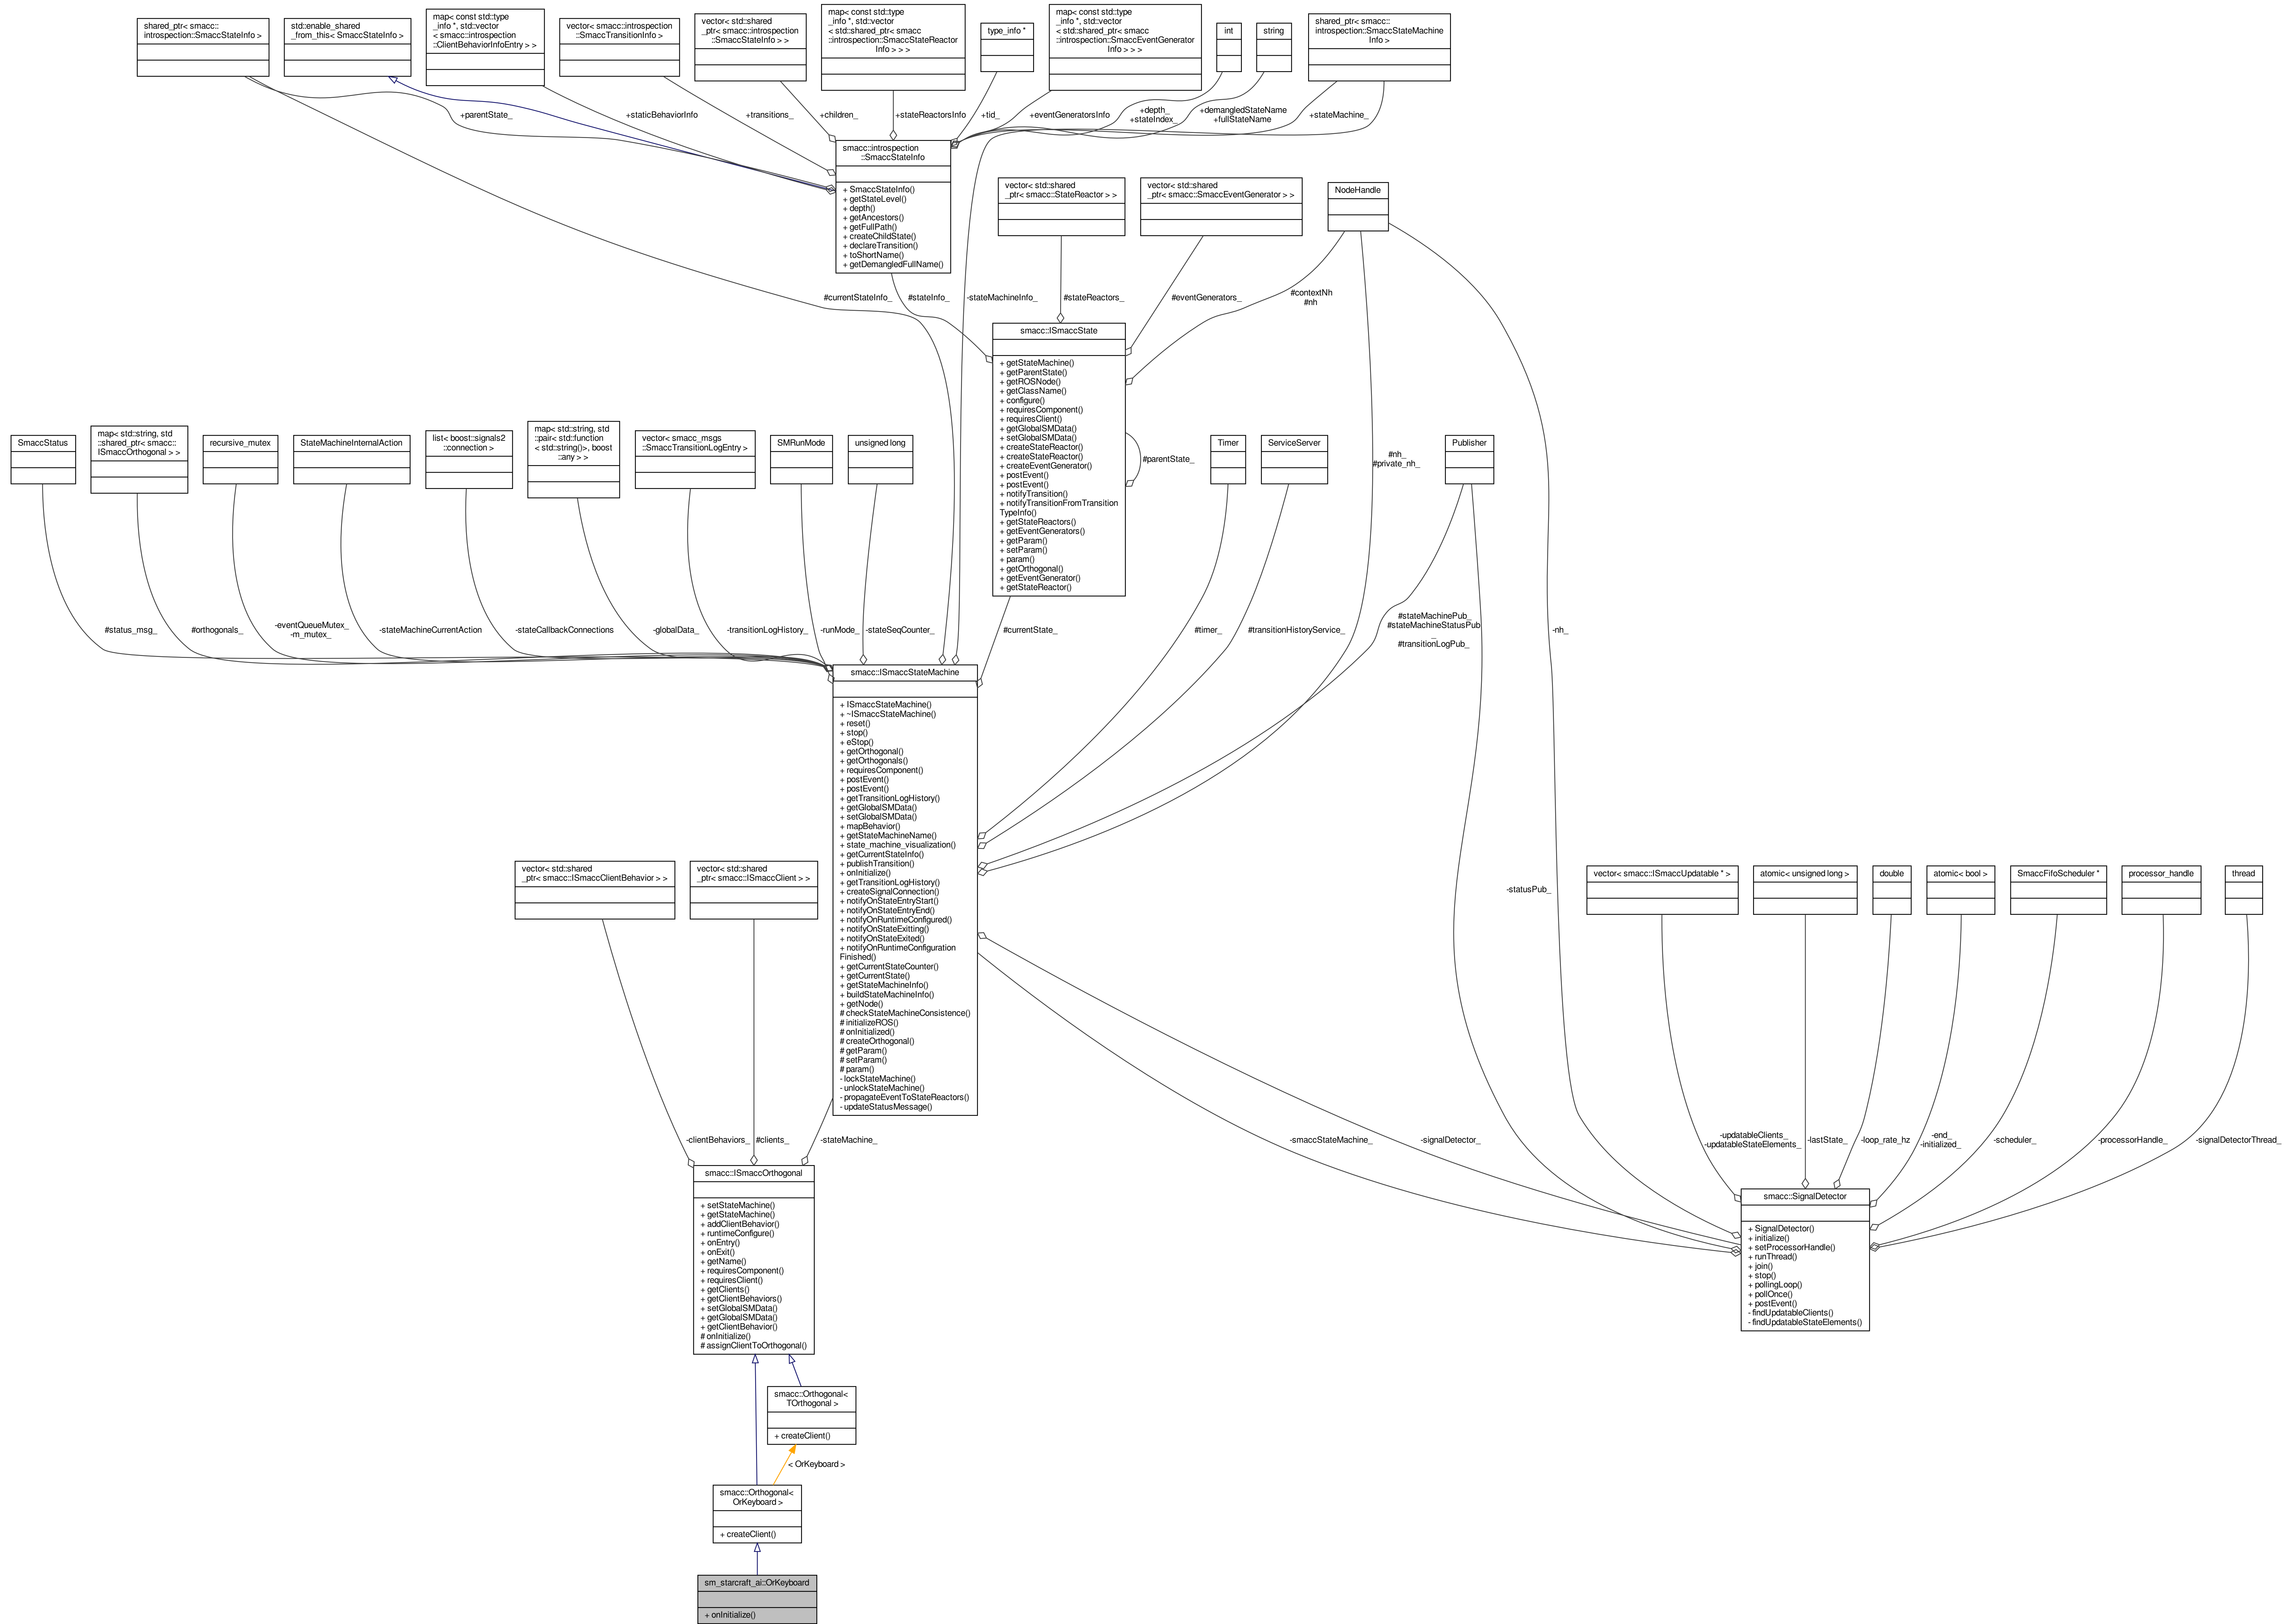 shared_ptr< smacc::
introspection::SmaccStateInfo >
std::enable_shared
_from_this< SmaccStateInfo >
map< const std::type
_info *, std::vector
< smacc::introspection
::ClientBehaviorInfoEntry > >
vector< smacc::introspection
::SmaccTransitionInfo >
vector< std::shared
_ptr< smacc::introspection
::SmaccStateInfo > >
map< const std::type
_info *, std::vector
< std::shared_ptr< smacc
::introspection::SmaccStateReactor
Info > > >
type_info *
map< const std::type
_info *, std::vector
< std::shared_ptr< smacc
::introspection::SmaccEventGenerator
Info > > >
int
string
shared_ptr< smacc::
introspection::SmaccStateMachine
Info >
+parentState_
+staticBehaviorInfo
+transitions_
+children_
+stateReactorsInfo
+tid_
+eventGeneratorsInfo
+depth_
+stateIndex_
+demangledStateName
+fullStateName
+stateMachine_
smacc::introspection
::SmaccStateInfo
+ SmaccStateInfo()
+ getStateLevel()
+ depth()
+ getAncestors()
+ getFullPath()
+ createChildState()
+ declareTransition()
+ toShortName()
+ getDemangledFullName()
vector< std::shared
_ptr< smacc::StateReactor > >
vector< std::shared
_ptr< smacc::SmaccEventGenerator > >
NodeHandle
#currentStateInfo_
#stateInfo_
-stateMachineInfo_
#stateReactors_
#eventGenerators_
#contextNh
#nh
smacc::ISmaccState
+ getStateMachine()
+ getParentState()
+ getROSNode()
+ getClassName()
+ configure()
+ requiresComponent()
+ requiresClient()
+ getGlobalSMData()
+ setGlobalSMData()
+ createStateReactor()
+ createStateReactor()
+ createEventGenerator()
+ postEvent()
+ postEvent()
+ notifyTransition()
+ notifyTransitionFromTransition
TypeInfo()
+ getStateReactors()
+ getEventGenerators()
+ getParam()
+ setParam()
+ param()
+ getOrthogonal()
+ getEventGenerator()
+ getStateReactor()
#parentState_
SmaccStatus
map< std::string, std
::shared_ptr< smacc::
ISmaccOrthogonal > >
recursive_mutex
StateMachineInternalAction
list< boost::signals2
::connection >
map< std::string, std
::pair< std::function
< std::string()>, boost
::any > >
vector< smacc_msgs
::SmaccTransitionLogEntry >
SMRunMode
unsigned long
Timer
ServiceServer
#nh_
#private_nh_
Publisher
#status_msg_
#orthogonals_
-eventQueueMutex_
-m_mutex_
-stateMachineCurrentAction
-stateCallbackConnections
-globalData_
-transitionLogHistory_
-runMode_
-stateSeqCounter_
#currentState_
#timer_
#transitionHistoryService_
#stateMachinePub_
#stateMachineStatusPub
_
#transitionLogPub_
-nh_
smacc::ISmaccStateMachine
+ ISmaccStateMachine()
+ ~ISmaccStateMachine()
+ reset()
+ stop()
+ eStop()
+ getOrthogonal()
+ getOrthogonals()
+ requiresComponent()
+ postEvent()
+ postEvent()
+ getTransitionLogHistory()
+ getGlobalSMData()
+ setGlobalSMData()
+ mapBehavior()
+ getStateMachineName()
+ state_machine_visualization()
+ getCurrentStateInfo()
+ publishTransition()
+ onInitialize()
+ getTransitionLogHistory()
+ createSignalConnection()
+ notifyOnStateEntryStart()
+ notifyOnStateEntryEnd()
+ notifyOnRuntimeConfigured()
+ notifyOnStateExitting()
+ notifyOnStateExited()
+ notifyOnRuntimeConfiguration
Finished()
+ getCurrentStateCounter()
+ getCurrentState()
+ getStateMachineInfo()
+ buildStateMachineInfo()
+ getNode()
# checkStateMachineConsistence()
# initializeROS()
# onInitialized()
# createOrthogonal()
# getParam()
# setParam()
# param()
- lockStateMachine()
- unlockStateMachine()
- propagateEventToStateReactors()
- updateStatusMessage()
vector< std::shared
_ptr< smacc::ISmaccClientBehavior > >
vector< std::shared
_ptr< smacc::ISmaccClient > >
-statusPub_
vector< smacc::ISmaccUpdatable * >
atomic< unsigned long >
double
atomic< bool >
SmaccFifoScheduler *
processor_handle
thread
-clientBehaviors_
#clients_
-stateMachine_
-smaccStateMachine_
-signalDetector_
-updatableClients_
-updatableStateElements_
-lastState_
-loop_rate_hz
-end_
-initialized_
-scheduler_
-processorHandle_
-signalDetectorThread_
smacc::ISmaccOrthogonal
+ setStateMachine()
+ getStateMachine()
+ addClientBehavior()
+ runtimeConfigure()
+ onEntry()
+ onExit()
+ getName()
+ requiresComponent()
+ requiresClient()
+ getClients()
+ getClientBehaviors()
+ setGlobalSMData()
+ getGlobalSMData()
+ getClientBehavior()
# onInitialize()
# assignClientToOrthogonal()
smacc::SignalDetector
+ SignalDetector()
+ initialize()
+ setProcessorHandle()
+ runThread()
+ join()
+ stop()
+ pollingLoop()
+ pollOnce()
+ postEvent()
- findUpdatableClients()
- findUpdatableStateElements()
smacc::Orthogonal<
TOrthogonal >
+ createClient()
< OrKeyboard >
smacc::Orthogonal<
OrKeyboard >
+ createClient()
sm_starcraft_ai::OrKeyboard
+ onInitialize()